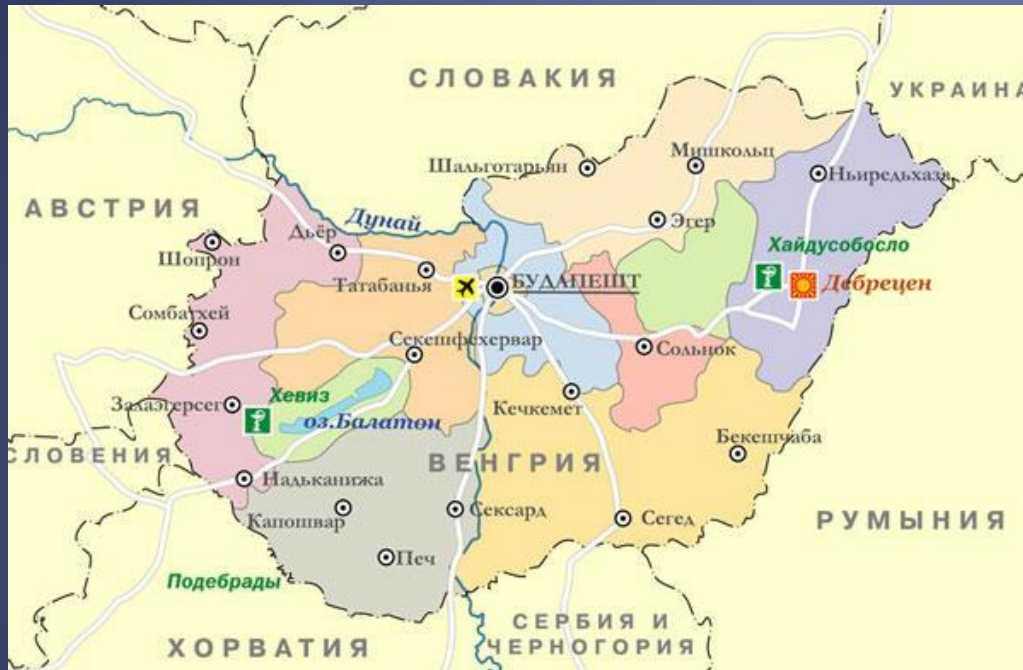 СЛОВАКИЯ
УКРАИНА
Мишкольц
Шальготарьян
Ньиредьхаза
АВСТРИЯ
Дунай
Эгер
Дьёр
Хайдусобосло
Шопрон
Татабанья
БУДАПЕШТ
Дебрецен
Сомбатхей
Секешфехервар
Сольнок
Хевиз
Залаэгерсег
Кечкемет
оз.Балатон
Бекешчаба
СЛОВЕНИЯ
ВЕНГРИЯ
Надьканижа
Капошвар
Сексард
Сегед
РУМЫНИЯ
Печ
Подебрады
СЕРБИЯ И
ЧЕРНОГОРИЯ
ХОРВАТИЯ